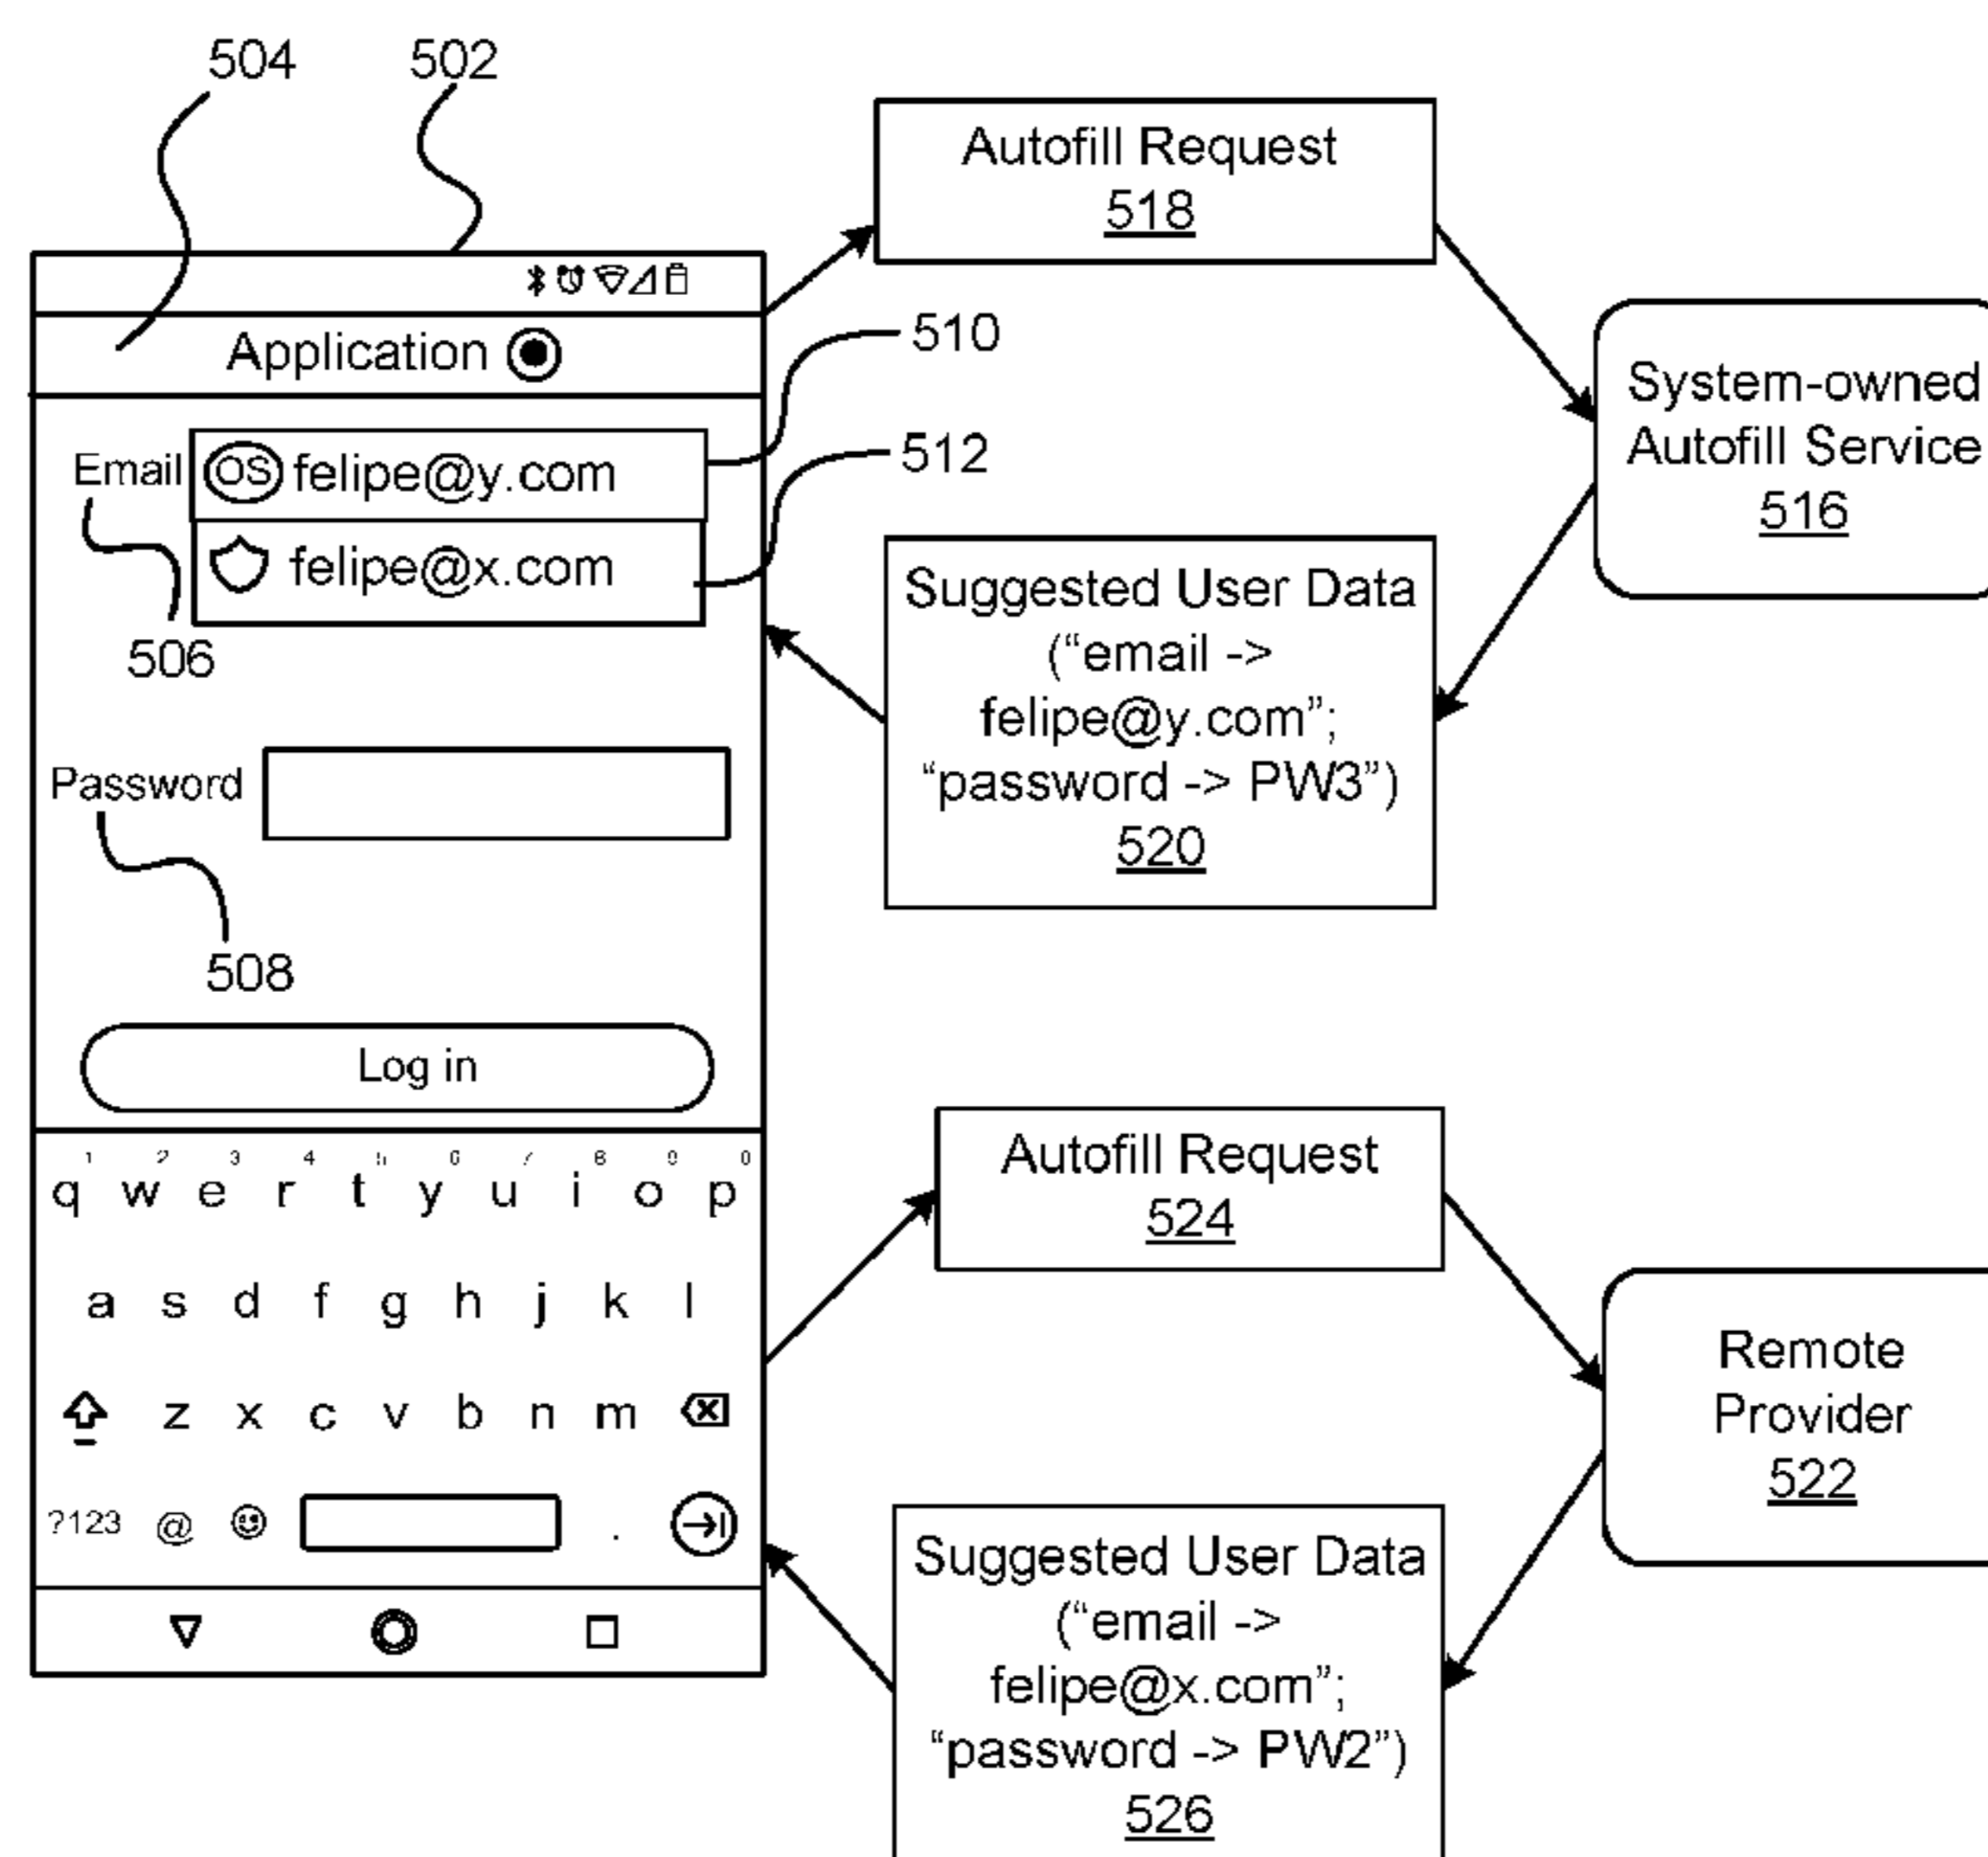 504
502
Autofill Request
518
Application
510
System-owned
Autofill Service
516
Email
OS felipe@y.com
512
felipe@x.com
506
Suggested User Data
(“email ->
felipe@y.com”;
“password -> PW3”)
520
Password
508
Log in
1 2 3 4 5 6 7 8 9 0
q w e r t y u i o p
a s d f g h j k l
z x c v b n m
?123 @ .
Autofill Request
524
Remote
Provider
522
Suggested User Data
(“email ->
felipe@x.com”;
“password -> PW2”)
526